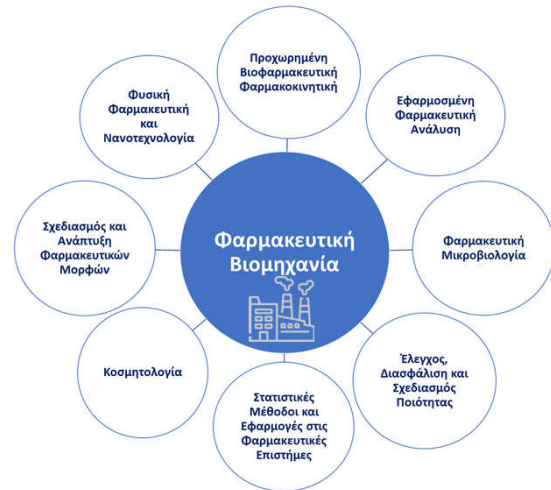 Προχωρημένη
Βιοφαρμακευτική
Φαρμακοκινητική
Εφαρμοσμένη
Φαρμακευτική
Ανάλυση
Φαρμακευτική
Μικροβιολογία
Έλεγχος,
Διασφάλιση και
Σχεδιασμός
Ποιότητας
Στατιστικές
Μέθοδοι και
Εφαρμογές στις
Φαρμακευτικές
Επιστήμες
Κοσμητολογία
Σχεδιασμός και
Ανάπτυξη
Φαρμακευτικών
Μορφών
Φυσική
Φαρμακευτική
και
Νανοτεχνολογία
Φαρμακευτική
Βιομηχανία